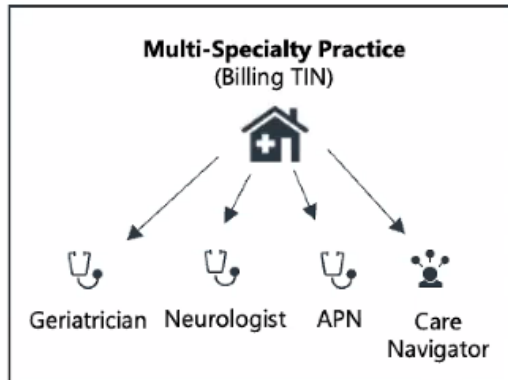 Multi-Specialty Practice
(Billing TIN)
Geriatrician
Neurologist
APN
Care
Navigator